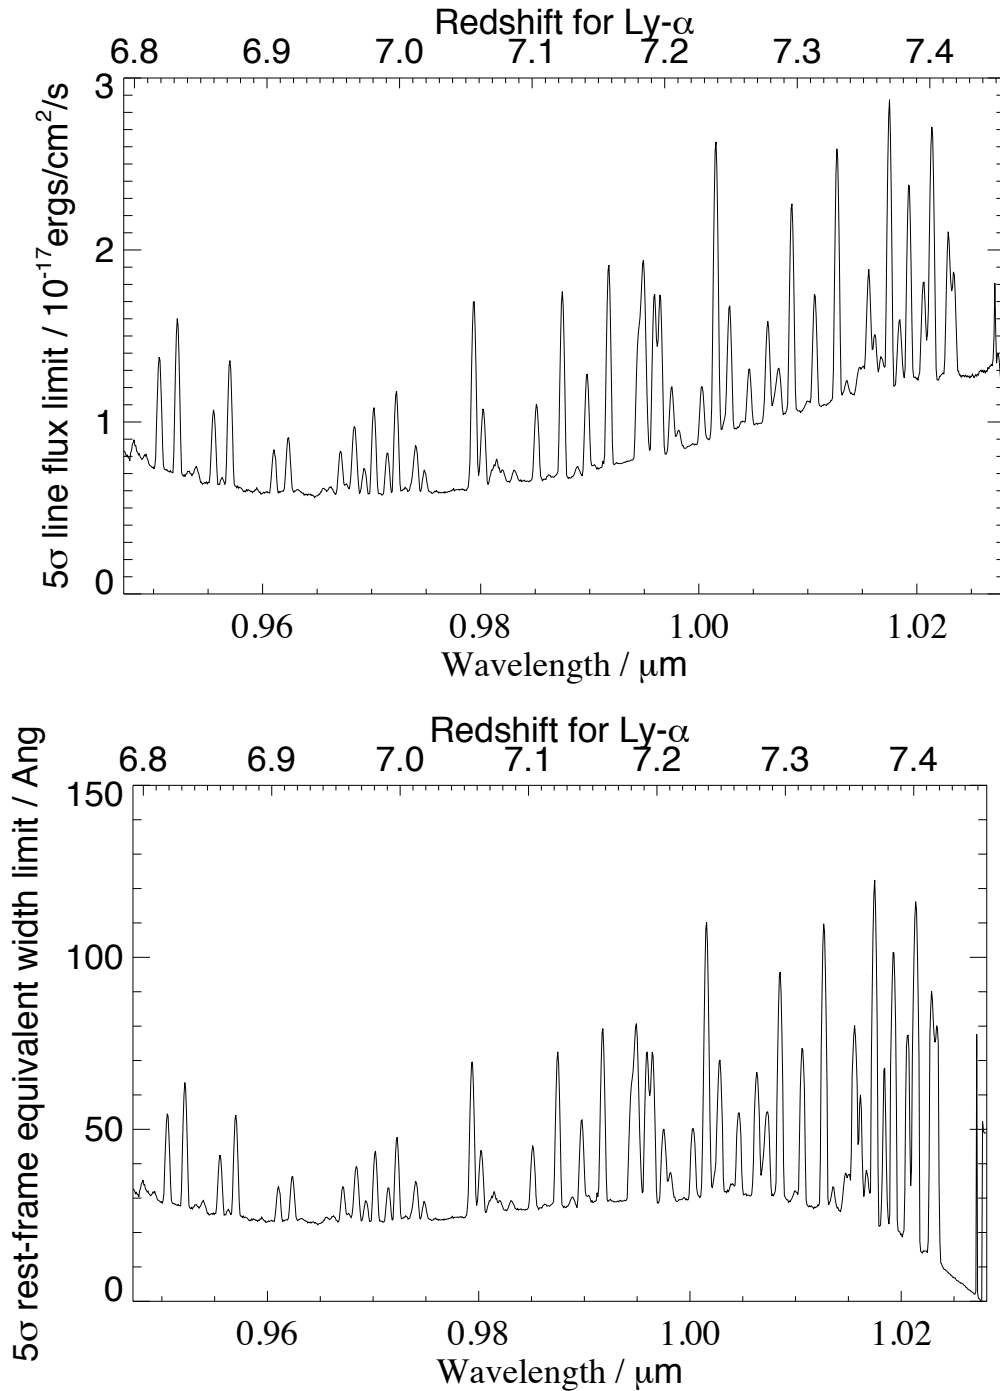 Redshift for Ly-α
6.8 6.9 7.0 7.1 7.2 7.3 7.4
3
2
1
0
5σ line flux limit / 10⁻¹⁷ergs/cm²/s
0.96 0.98 1.00 1.02
Wavelength / μm
Redshift for Ly-α
6.8 6.9 7.0 7.1 7.2 7.3 7.4
150
100
50
0
5σ rest-frame equivalent width limit / Ang
0.96 0.98 1.00 1.02
Wavelength / μm